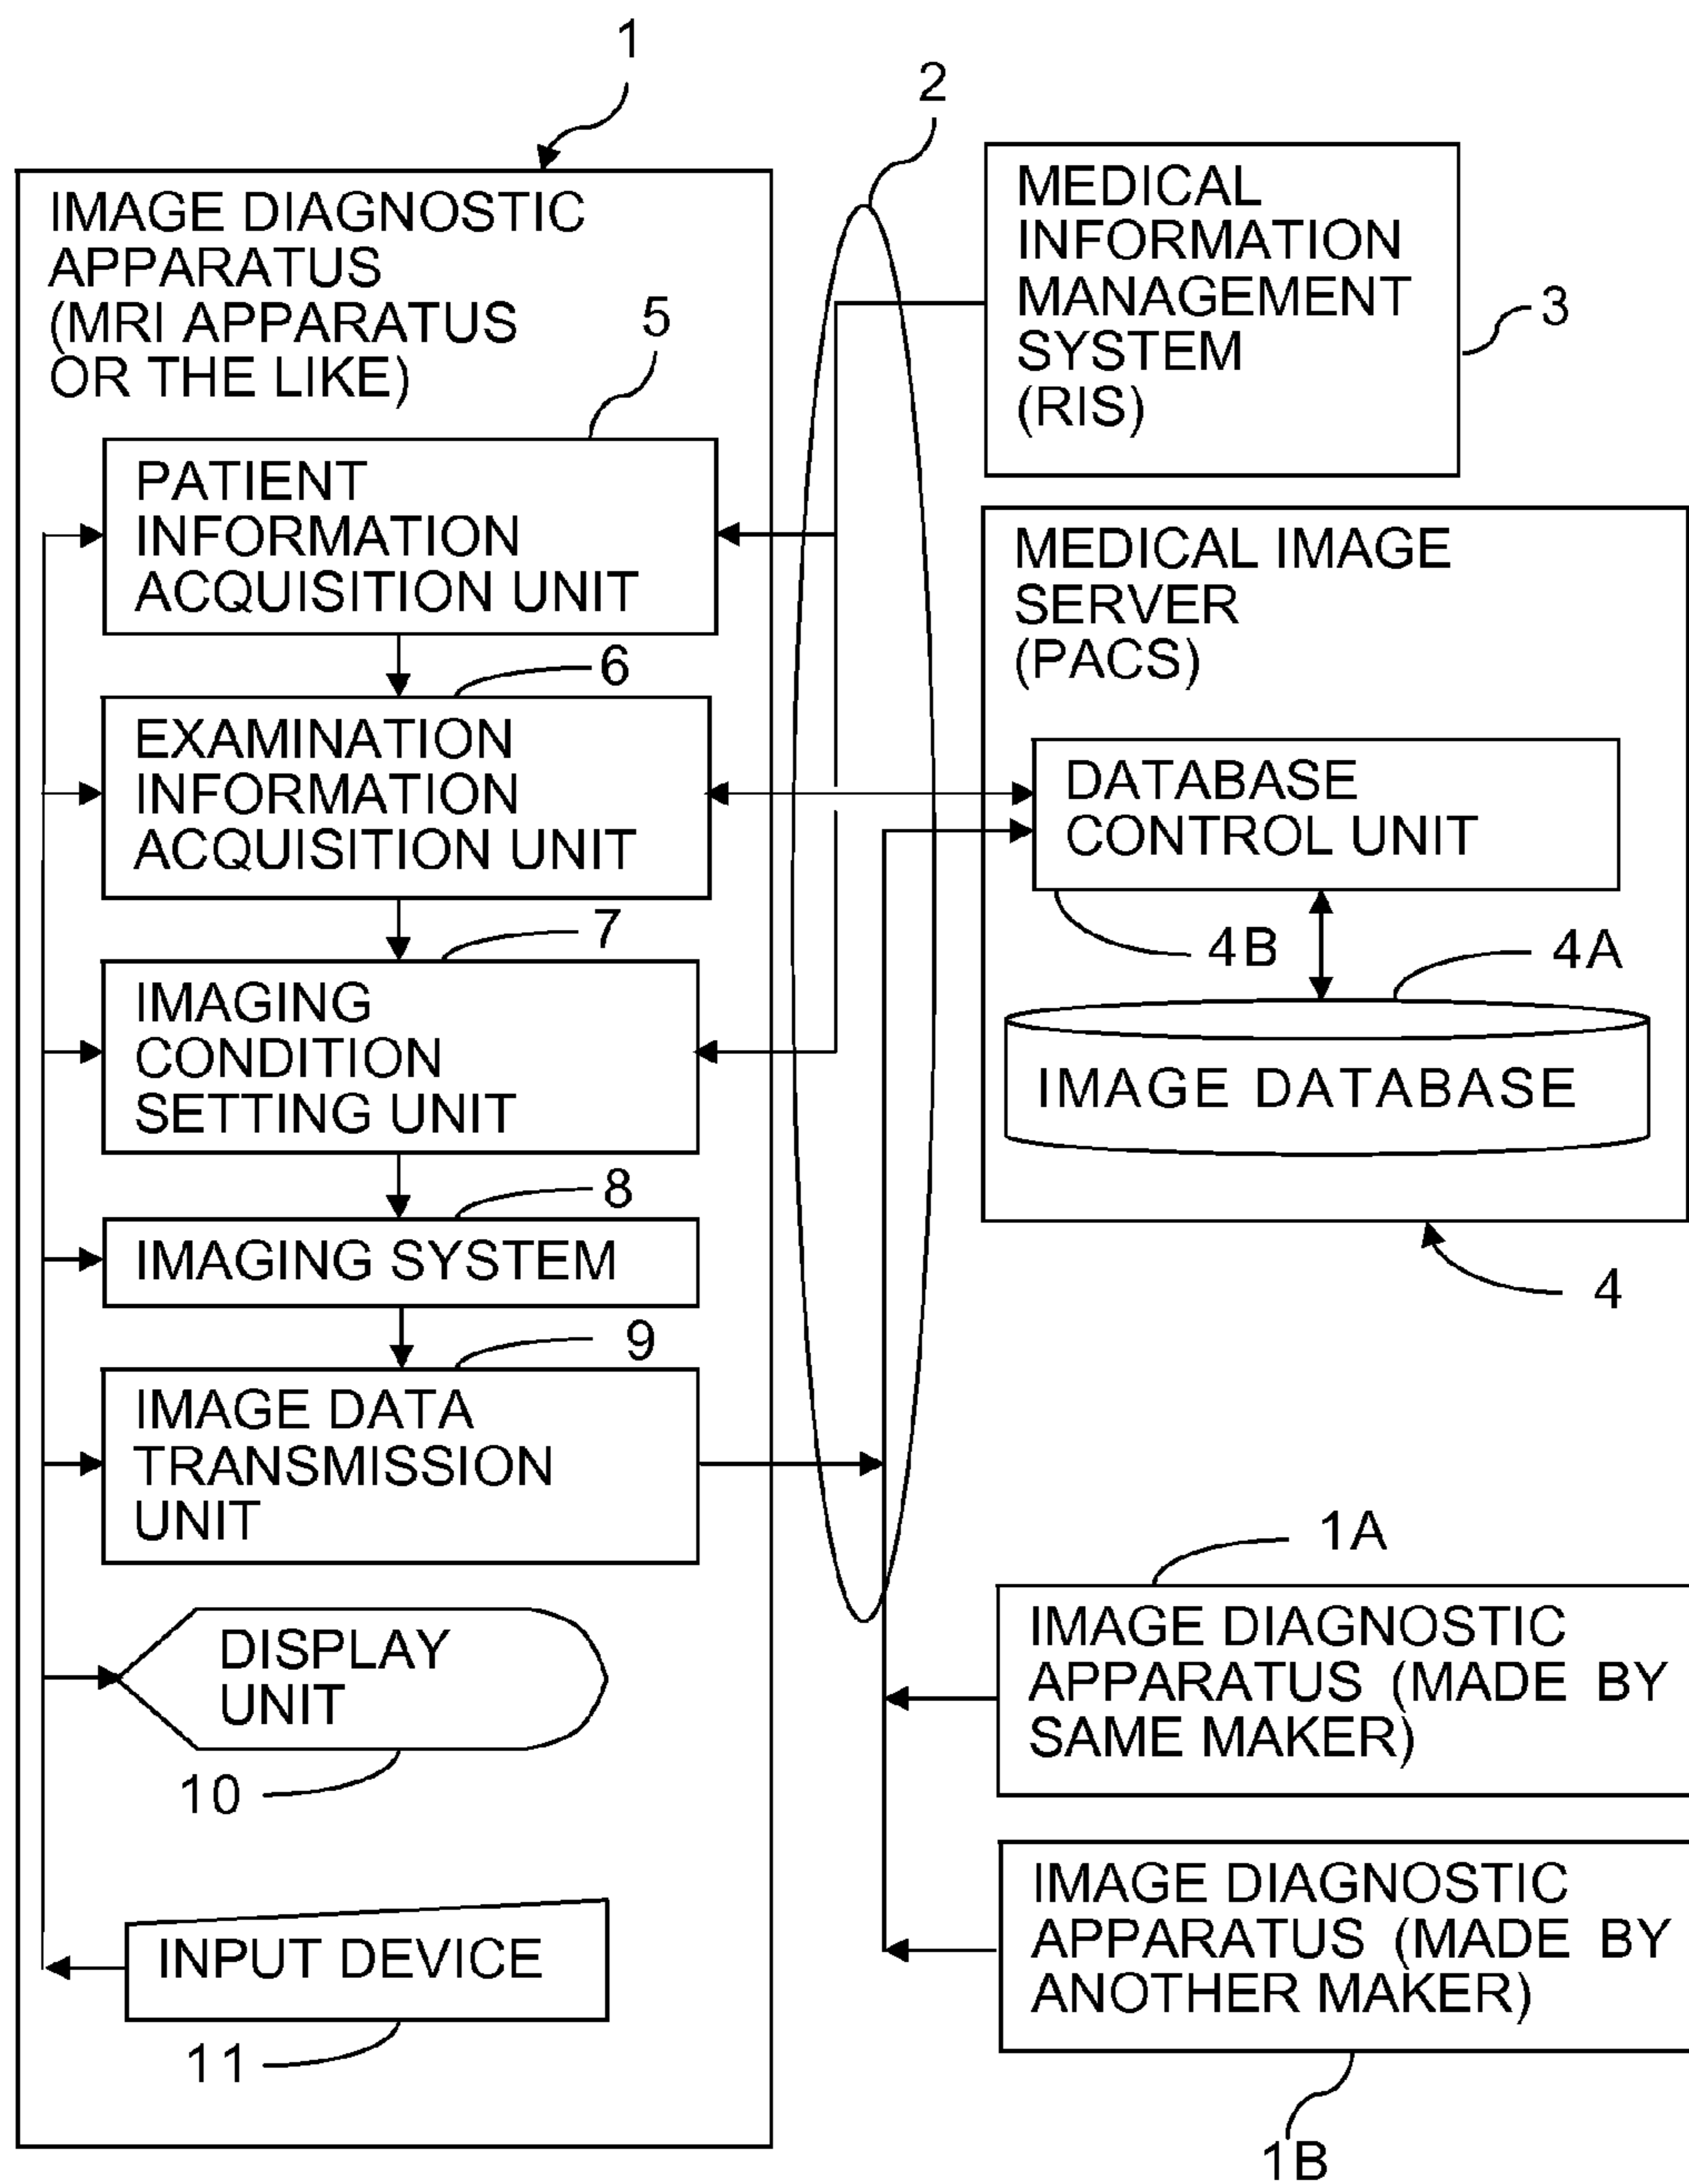 1
2
IMAGE DIAGNOSTIC
APPARATUS
(MRI APPARATUS
OR THE LIKE)
5
PATIENT
INFORMATION
ACQUISITION UNIT
6
EXAMINATION
INFORMATION
ACQUISITION UNIT
7
IMAGING
CONDITION
SETTING UNIT
8
IMAGING SYSTEM
9
IMAGE DATA
TRANSMISSION
UNIT
DISPLAY
UNIT
10
INPUT DEVICE
11
MEDICAL
INFORMATION
MANAGEMENT
SYSTEM
(RIS)
3
MEDICAL IMAGE
SERVER
(PACS)
DATABASE
CONTROL UNIT
4B
4A
IMAGE DATABASE
4
1A
IMAGE DIAGNOSTIC
APPARATUS (MADE BY
SAME MAKER)
IMAGE DIAGNOSTIC
APPARATUS (MADE BY
ANOTHER MAKER)
1B